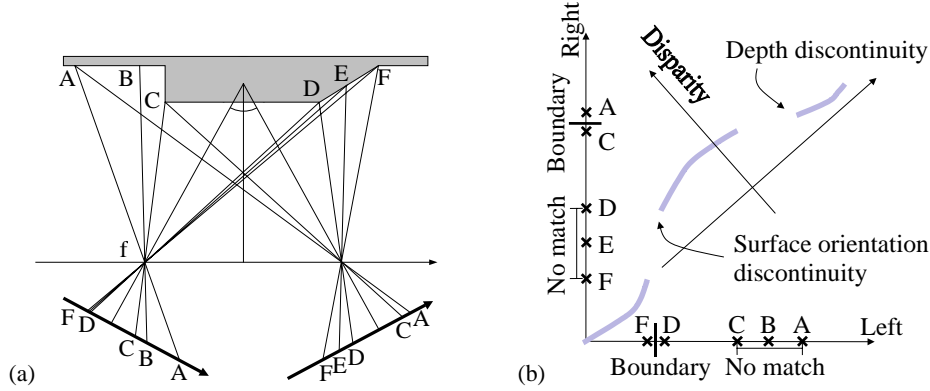 A B C D E F
f
F D C B A
F E D C A
(a)
Right
Boundary
No match
A
C
D
E
F
Disparity
Depth discontinuity
Surface orientation
discontinuity
F D C B A
Left
Boundary
No match
(b)